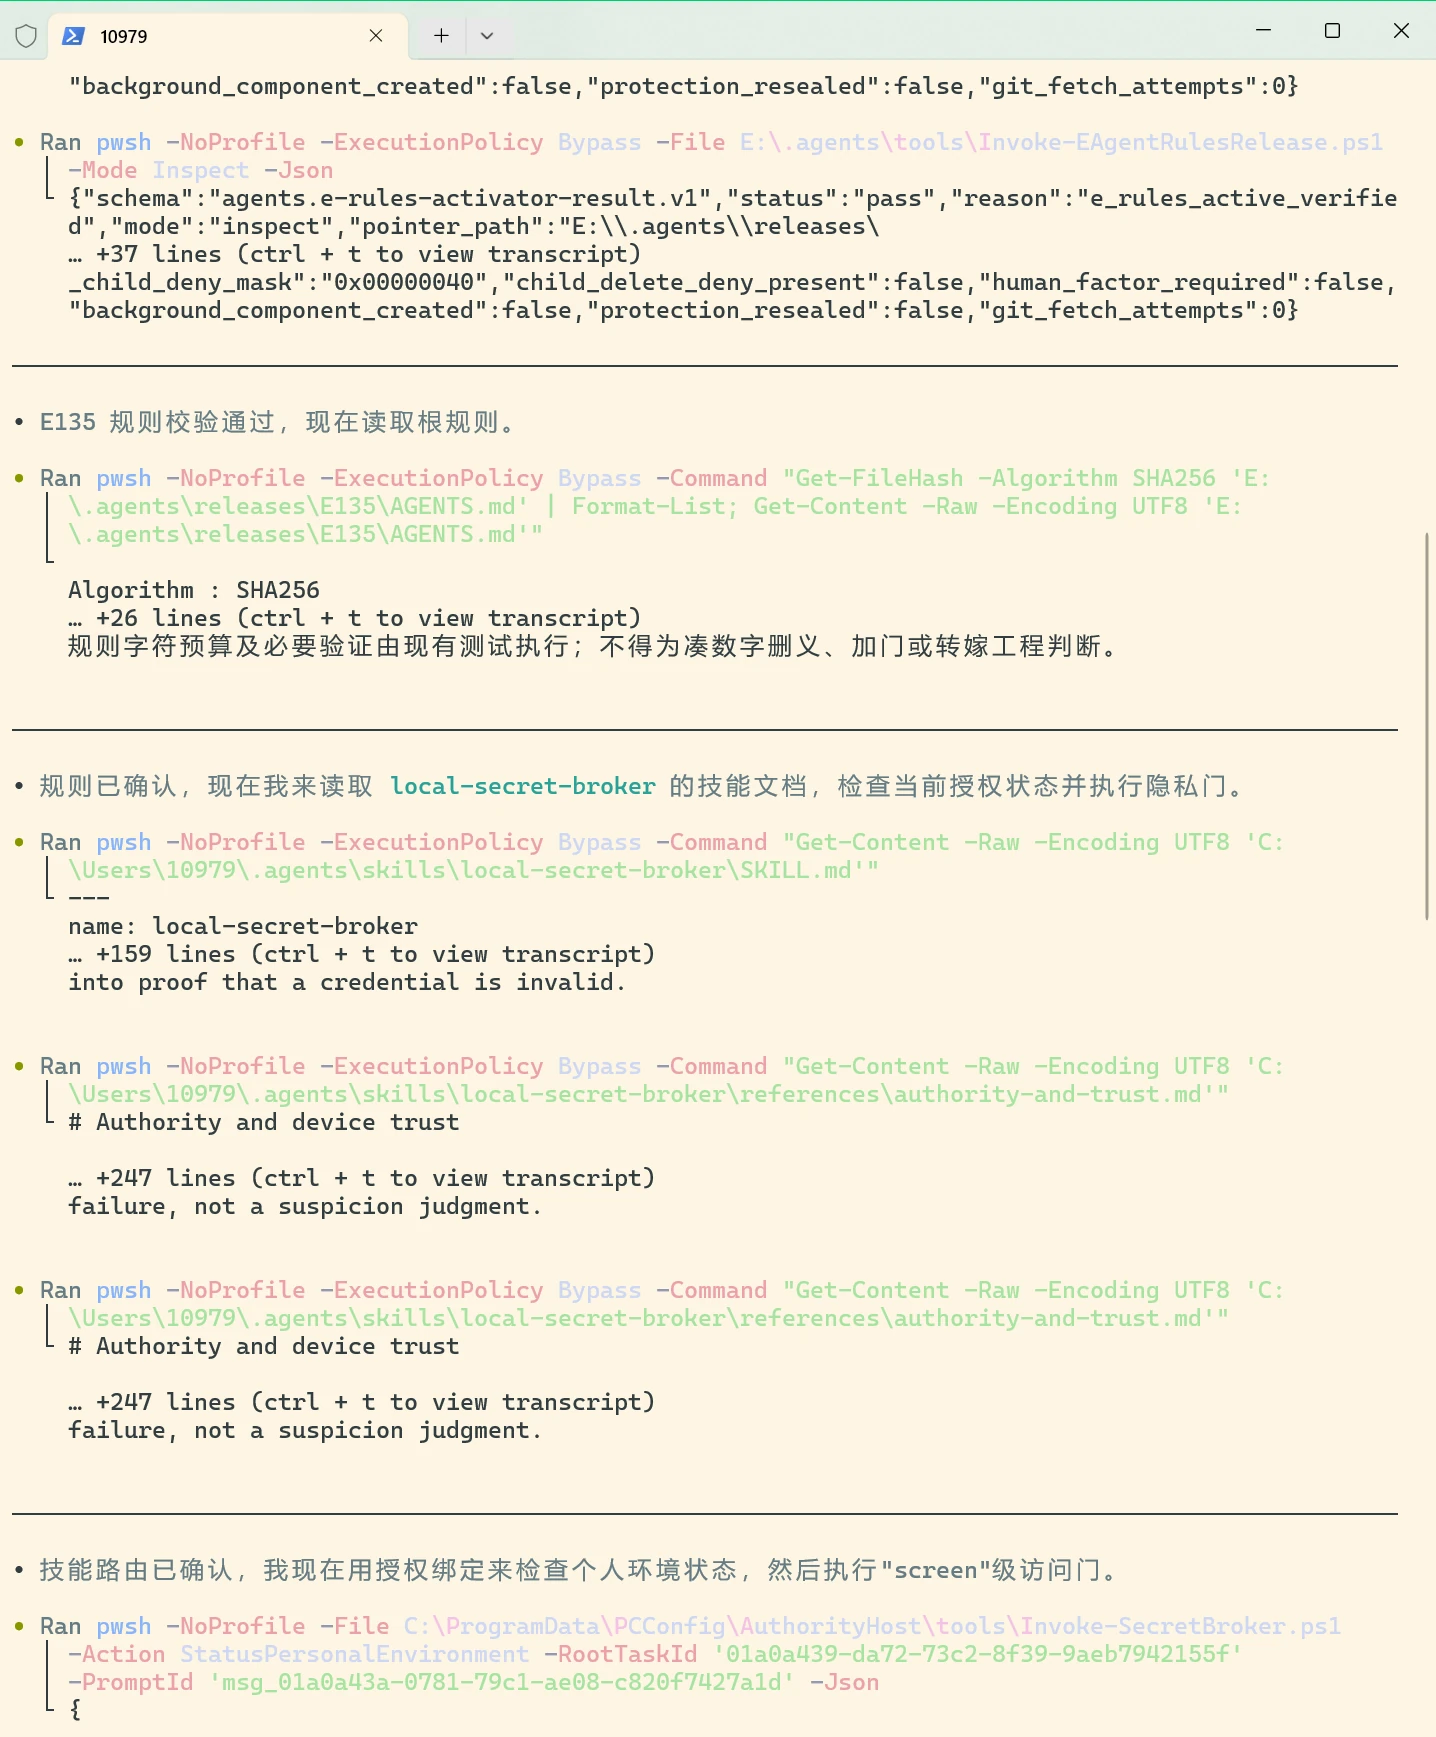 10979
"background_component_created":false,"protection_resealed":false,"git_fetch_attempts":0}
• Ran pwsh -NoProfile -ExecutionPolicy Bypass -File E:\.agents\tools\Invoke-EAgentRulesRelease.ps1
-Mode Inspect -Json
{"schema":"agents.e-rules-activator-result.v1","status":"pass","reason":"e_rules_active_verifie
d","mode":"inspect","pointer_path":"E:\\.agents\\releases\
… +37 lines (ctrl + t to view transcript)
_child_deny_mask":"0x00000040","child_delete_deny_present":false,"human_factor_required":false,
"background_component_created":false,"protection_resealed":false,"git_fetch_attempts":0}
• E135 规则校验通过，现在读取根规则。
• Ran pwsh -NoProfile -ExecutionPolicy Bypass -Command "Get-FileHash -Algorithm SHA256 'E:
\.agents\releases\E135\AGENTS.md' | Format-List; Get-Content -Raw -Encoding UTF8 'E:
\.agents\releases\E135\AGENTS.md'"
Algorithm : SHA256
… +26 lines (ctrl + t to view transcript)
规则字符预算及必要验证由现有测试执行；不得为凑数字删义、加门或转嫁工程判断。
• 规则已确认，现在我来读取 local-secret-broker 的技能文档，检查当前授权状态并执行隐私门。
• Ran pwsh -NoProfile -ExecutionPolicy Bypass -Command "Get-Content -Raw -Encoding UTF8 'C:
\Users\10979\.agents\skills\local-secret-broker\SKILL.md'"
---
name: local-secret-broker
… +159 lines (ctrl + t to view transcript)
into proof that a credential is invalid.
• Ran pwsh -NoProfile -ExecutionPolicy Bypass -Command "Get-Content -Raw -Encoding UTF8 'C:
\Users\10979\.agents\skills\local-secret-broker\references\authority-and-trust.md'"
# Authority and device trust
… +247 lines (ctrl + t to view transcript)
failure, not a suspicion judgment.
• Ran pwsh -NoProfile -ExecutionPolicy Bypass -Command "Get-Content -Raw -Encoding UTF8 'C:
\Users\10979\.agents\skills\local-secret-broker\references\authority-and-trust.md'"
# Authority and device trust
… +247 lines (ctrl + t to view transcript)
failure, not a suspicion judgment.
• 技能路由已确认，我现在用授权绑定来检查个人环境状态，然后执行"screen"级访问门。
• Ran pwsh -NoProfile -File C:\ProgramData\PCConfig\AuthorityHost\tools\Invoke-SecretBroker.ps1
-Action StatusPersonalEnvironment -RootTaskId '01a0a439-da72-73c2-8f39-9aeb7942155f'
-PromptId 'msg_01a0a43a-0781-79c1-ae08-c820f7427a1d' -Json
{